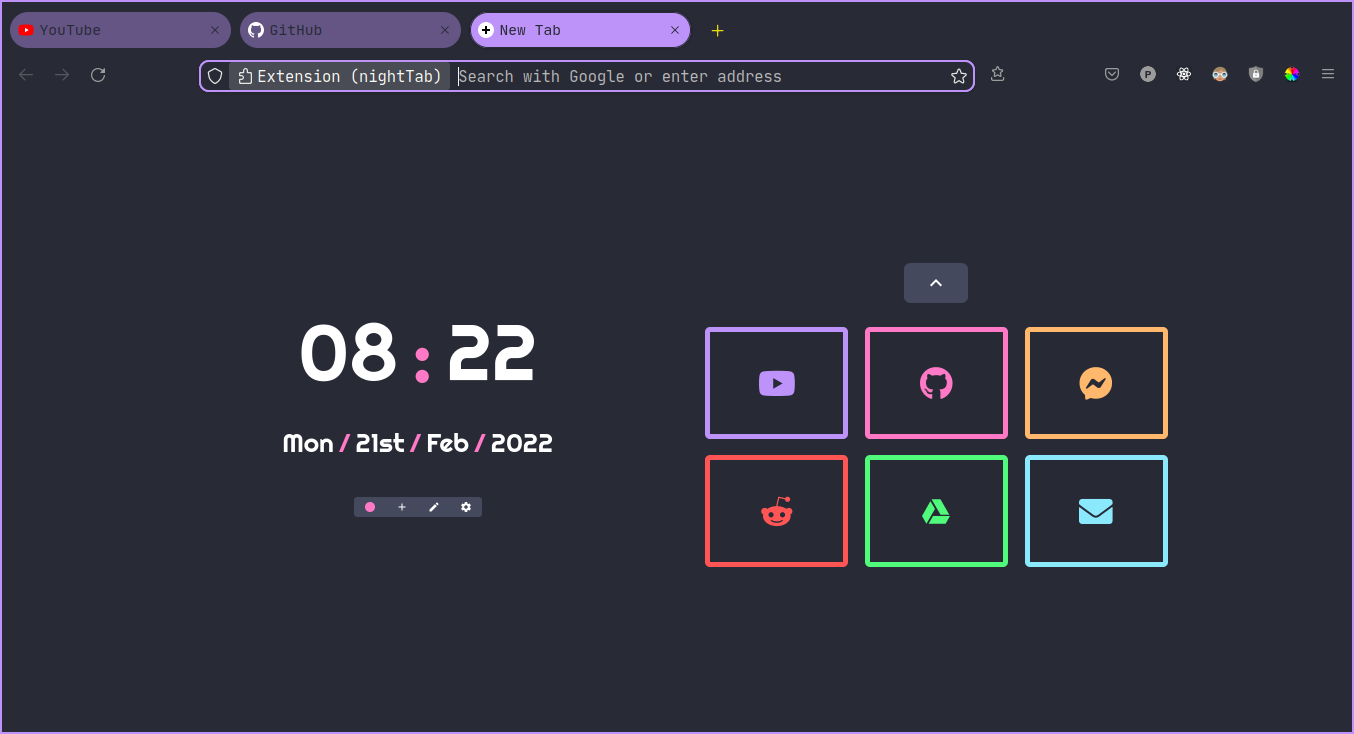 YouTube
GitHub
New Tab
Extension (nightTab)
Search with Google or enter address
P
08:22
Mon / 21st / Feb / 2022